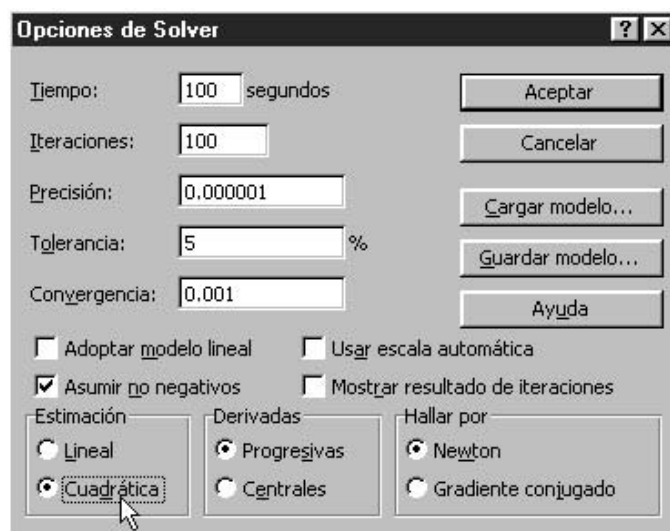 Opciones de Solver
Tiempo: 100 segundos
Aceptar
Iteraciones: 100
Cancelar
Precisión: 0.000001
Cargar modelo...
Tolerancia: 5 %
Guardar modelo...
Convergencia: 0.001
Ayuda
Adoptar modelo lineal
Usar escala automática
Asumir no negativos
Mostrar resultado de iteraciones
Estimación
Lineal
Cuadrática
Derivadas
Progresivas
Centrales
Hallar por
Newton
Gradiente conjugado